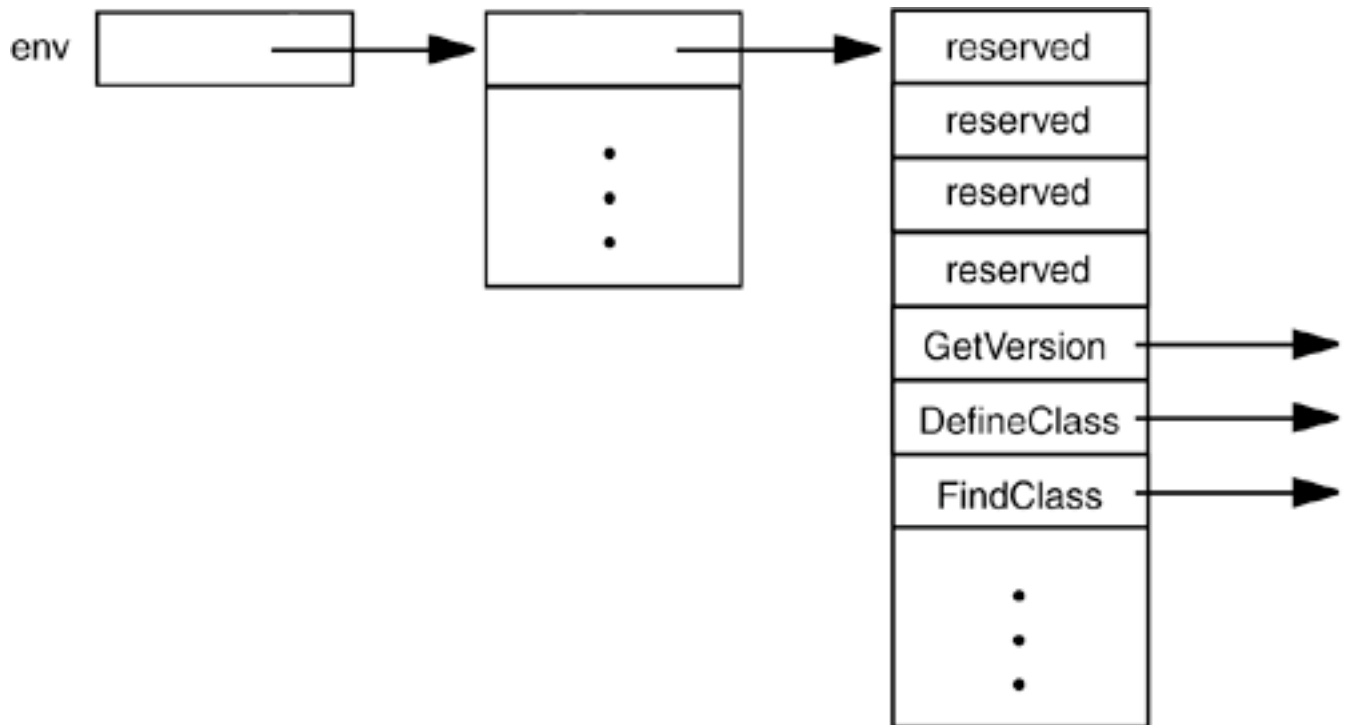 env
reserved
reserved
reserved
reserved
GetVersion
DefineClass
FindClass